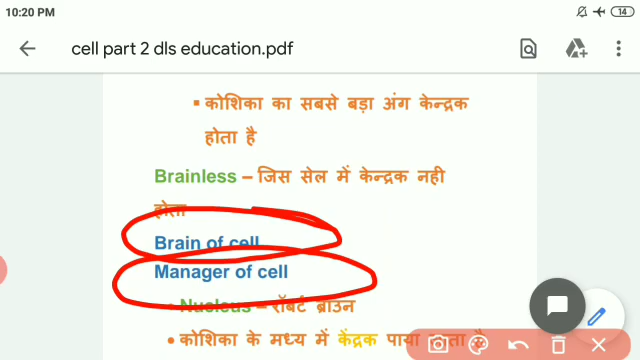 10:20 PM
14
cell part 2 dls education.pdf
▪ कोशिका का सबसे बड़ा अंग केन्द्रक
होता है
Brainless – जिस सेल में केन्द्रक नही
होता
Brain of cell
Manager of cell
• Nucleus – रॉबर्ट ब्राउन
• कोशिका के मध्य में केंद्रक पाया जाता है